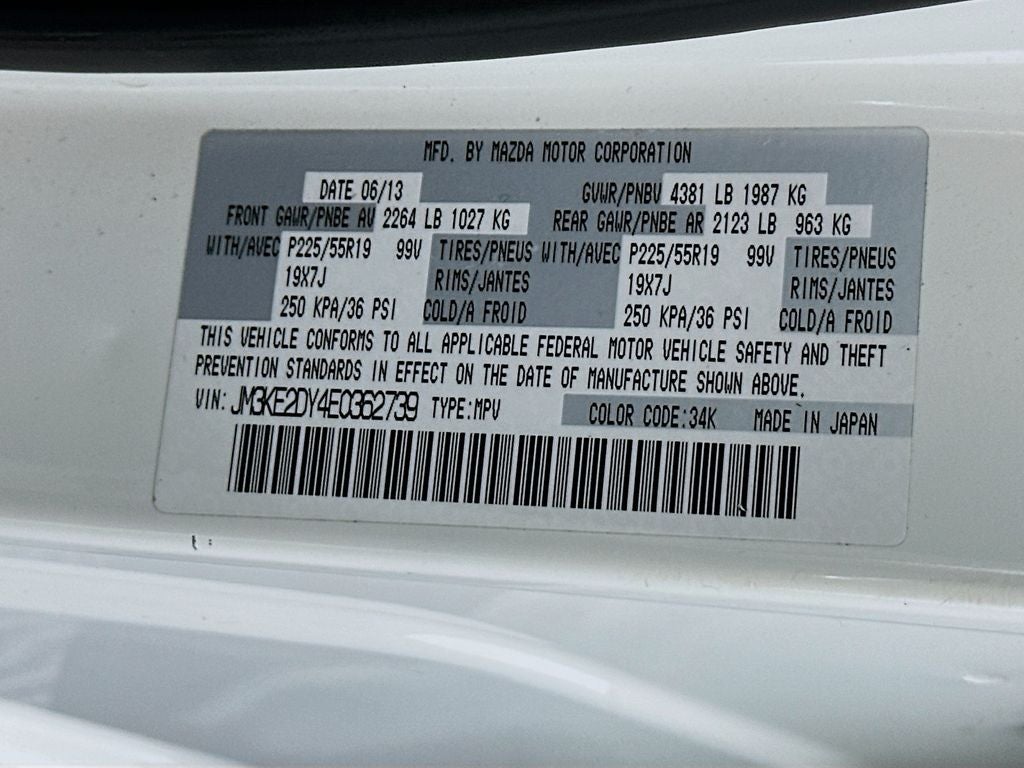 MFD. BY MAZDA MOTOR CORPORATION
DATE 06/13 GVWR/PNBV 4381 LB 1987 KG
FRONT GAWR/PNBE AV 2264 LB 1027 KG REAR GAWR/PNBE AR 2123 LB 963 KG
WITH/AVEC P225/55R19 99V TIRES/PNEUS WITH/AVEC P225/55R19 99V TIRES/PNEUS
19X7J RIMS/JANTES 19X7J RIMS/JANTES
250 KPA/36 PSI COLD/A FROID 250 KPA/36 PSI COLD/A FROID
THIS VEHICLE CONFORMS TO ALL APPLICABLE FEDERAL MOTOR VEHICLE SAFETY AND THEFT
PREVENTION STANDARDS IN EFFECT ON THE DATE OF MANUFACTURE SHOWN ABOVE.
VIN: JM3KE2DY4E0362739 TYPE:MPV COLOR CODE:34K MADE IN JAPAN